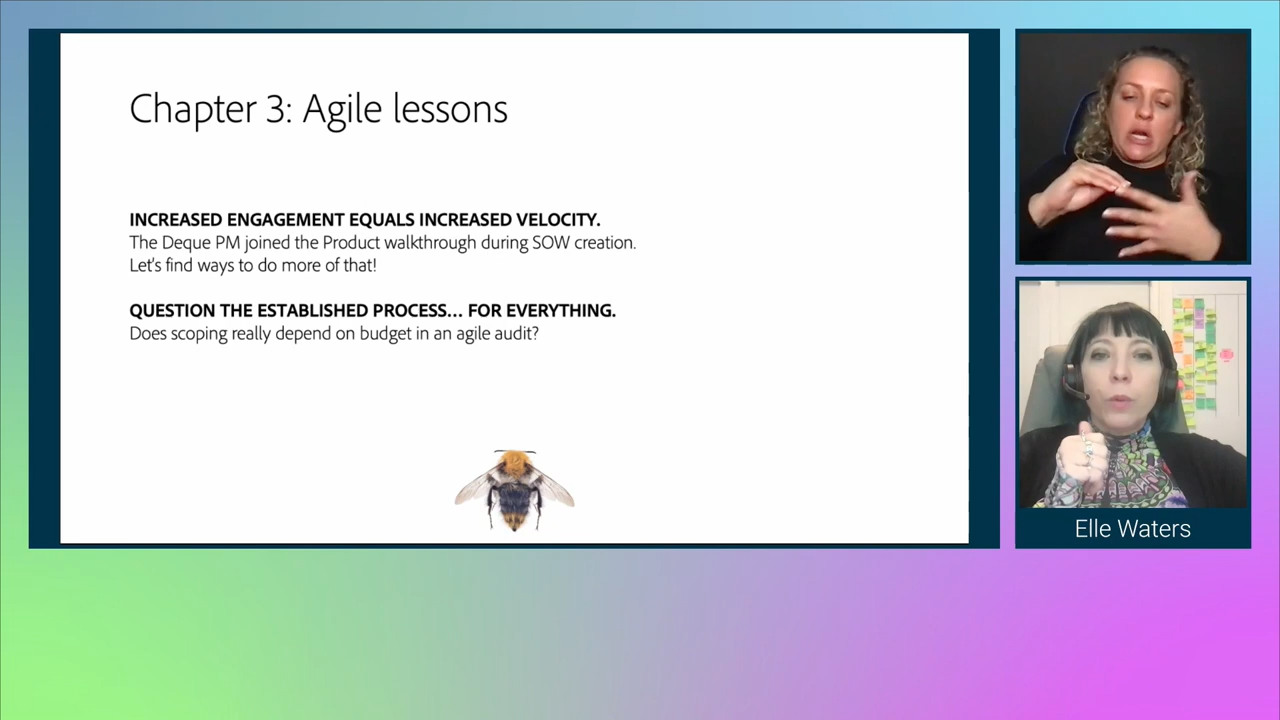 Chapter 3: Agile lessons
INCREASED ENGAGEMENT EQUALS INCREASED VELOCITY.
The Deque PM joined the Product walkthrough during SOW creation.
Let's find ways to do more of that!
QUESTION THE ESTABLISHED PROCESS... FOR EVERYTHING.
Does scoping really depend on budget in an agile audit?
Elle Waters